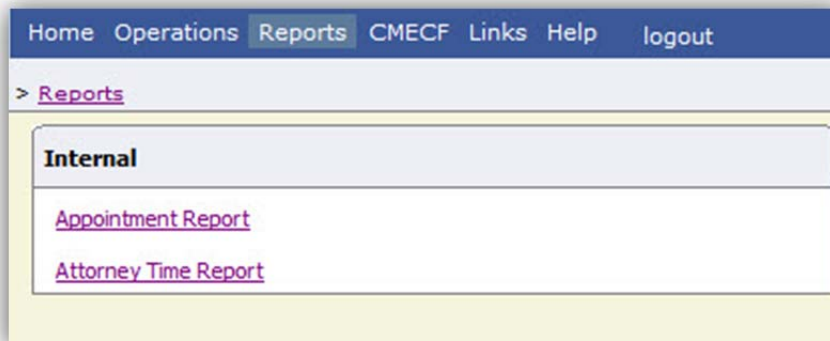 Home Operations Reports CMECF Links Help logout
> Reports
Internal
Appointment Report
Attorney Time Report